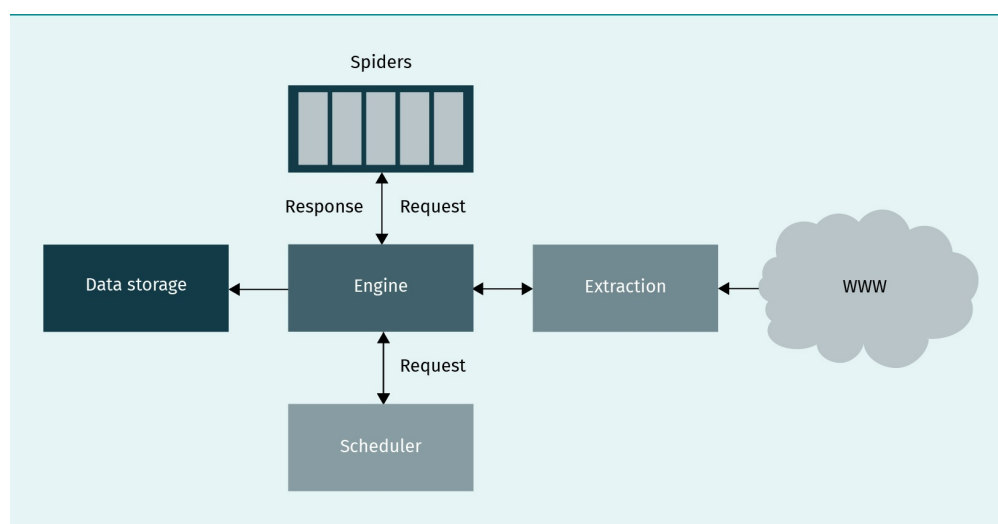 Spiders
Response
Request
Data storage
Engine
Extraction
WWW
Request
Scheduler